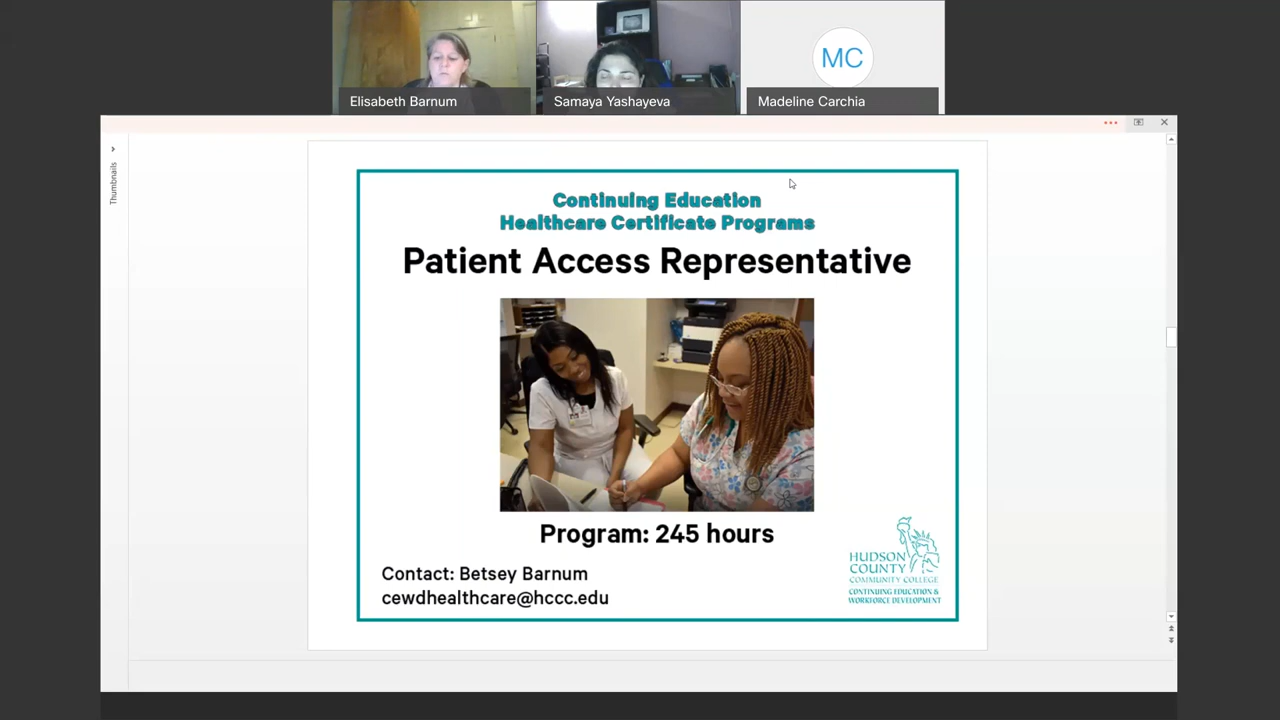 Elisabeth Barnum
Samaya Yashayeva
MC
Madeline Carchia
Thumbnails
Continuing Education
Healthcare Certificate Programs
Patient Access Representative
Program: 245 hours
Contact: Betsey Barnum
cewdhealthcare@hccc.edu
HUDSON
COUNTY
COMMUNITY COLLEGE
CONTINUING EDUCATION &
WORKFORCE DEVELOPMENT